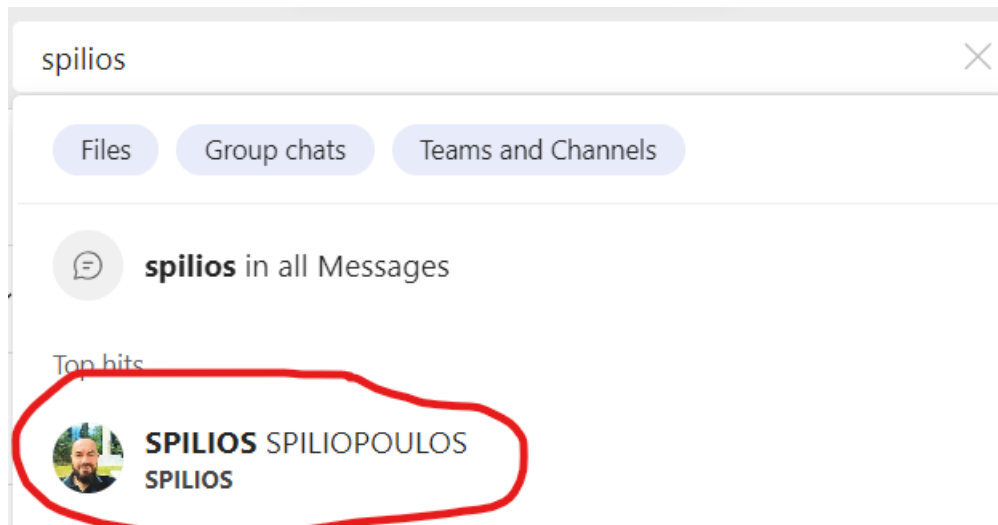 spilios
Files Group chats Teams and Channels
spilios in all Messages
Top hits
SPILIOS SPILIOPOULOS
SPILIOS